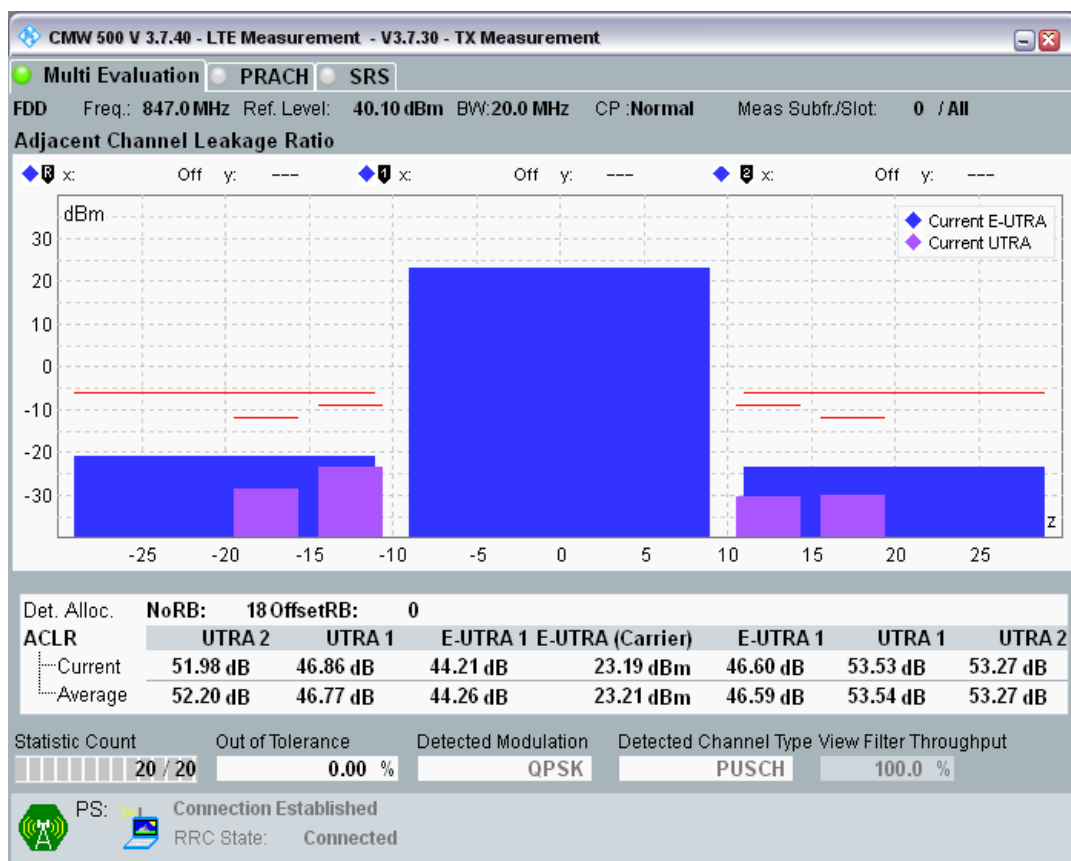 CMW 500 V 3.7.40 - LTE Measurement - V3.7.30 - TX Measurement
Multi Evaluation PRACH SRS
FDD Freq.: 847.0 MHz Ref. Level: 40.10 dBm BW:20.0 MHz CP :Normal Meas Subfr./Slot: 0 / All
Adjacent Channel Leakage Ratio
R x: Off y: --- 1 x: Off y: --- 2 x: Off y: ---
dBm
Current E-UTRA
Current UTRA
30
20
10
0
-10
-20
-30
z
-25 -20 -15 -10 -5 0 5 10 15 20 25
Det. Alloc. NoRB: 18 OffsetRB: 0
ACLR UTRA 2 UTRA 1 E-UTRA 1 E-UTRA (Carrier) E-UTRA 1 UTRA 1 UTRA 2
Current 51.98 dB 46.86 dB 44.21 dB 23.19 dBm 46.60 dB 53.53 dB 53.27 dB
Average 52.20 dB 46.77 dB 44.26 dB 23.21 dBm 46.59 dB 53.54 dB 53.27 dB
Statistic Count Out of Tolerance Detected Modulation Detected Channel Type View Filter Throughput
20 / 20 0.00 % QPSK PUSCH 100.0 %
PS: Connection Established
RRC State: Connected